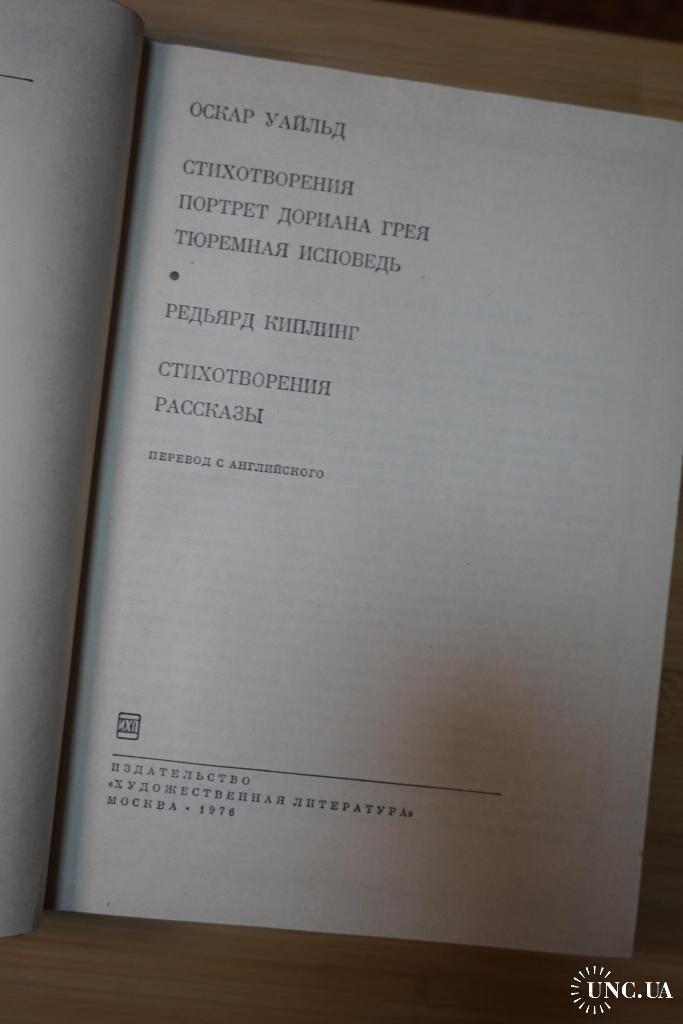 ОСКАР УАЙЛЬД
СТИХОТВОРЕНИЯ
ПОРТРЕТ ДОРИАНА ГРЕЯ
ТЮРЕМНАЯ ИСПОВЕДЬ
•
РЕДЬЯРД КИПЛИНГ
СТИХОТВОРЕНИЯ
РАССКАЗЫ
ПЕРЕВОД С АНГЛИЙСКОГО
ИХЛ
ИЗДАТЕЛЬСТВО
«ХУДОЖЕСТВЕННАЯ ЛИТЕРАТУРА»
МОСКВА • 1976
UNC.UA